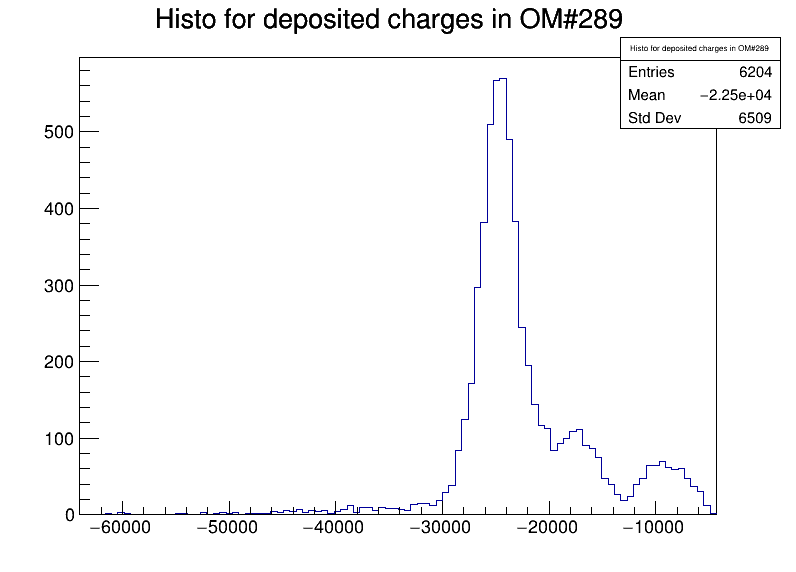 Histo for deposited charges in OM#289
Histo for deposited charges in OM#289
Entries 6204
Mean −2.25e+04
Std Dev 6509
500
400
300
200
100
0
−60000 −50000 −40000 −30000 −20000 −10000